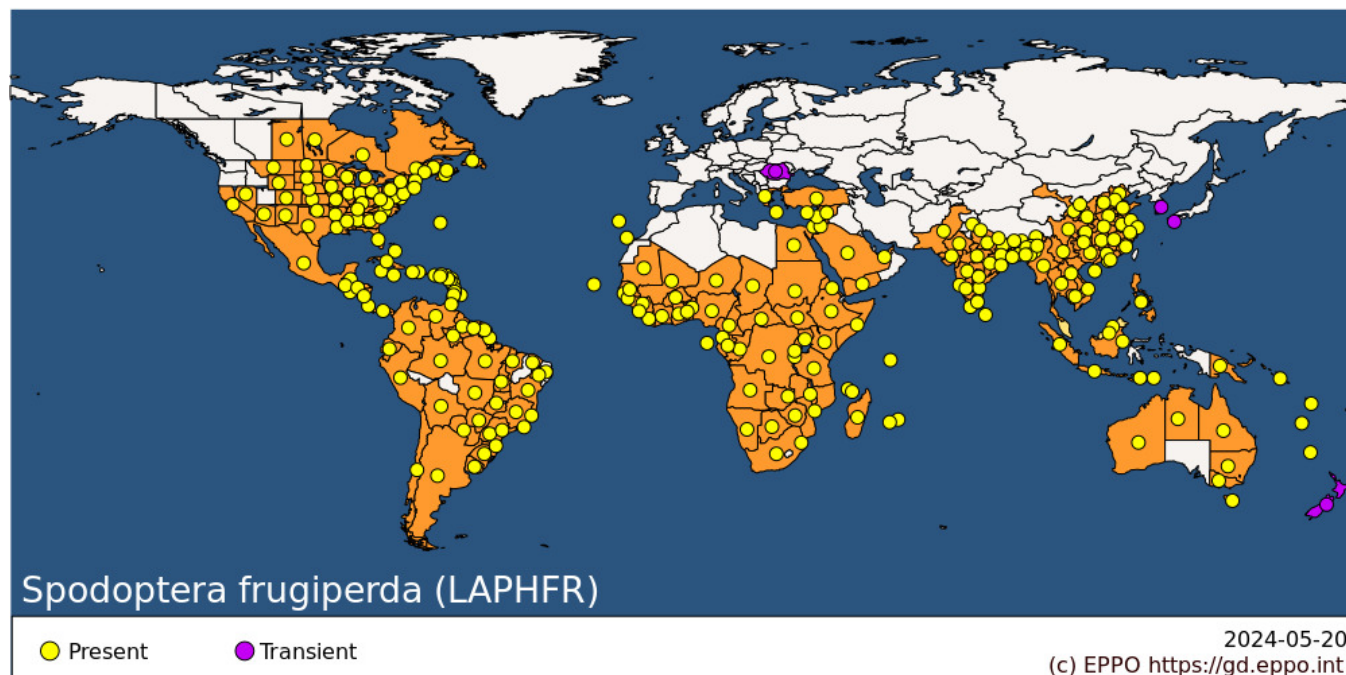 Spodoptera frugiperda (LAPHFR)
Present
Transient
2024-05-20
(c) EPPO https://gd.eppo.int